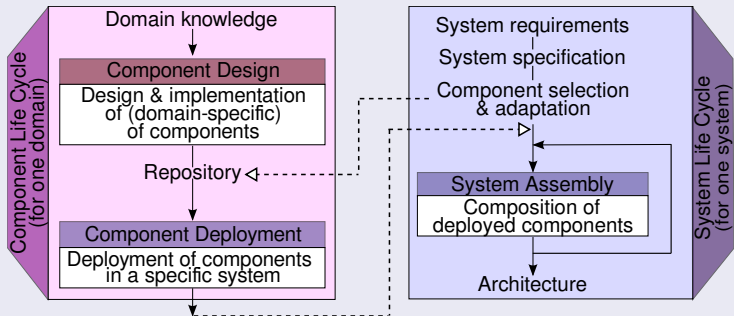 Component Life Cycle
(for one domain)
Domain knowledge
Component Design
Design & implementation
of (domain-specific)
of components
Repository
Component Deployment
Deployment of components
in a specific system
System requirements
System specification
Component selection
& adaptation
System Assembly
Composition of
deployed components
Architecture
System Life Cycle
(for one system)